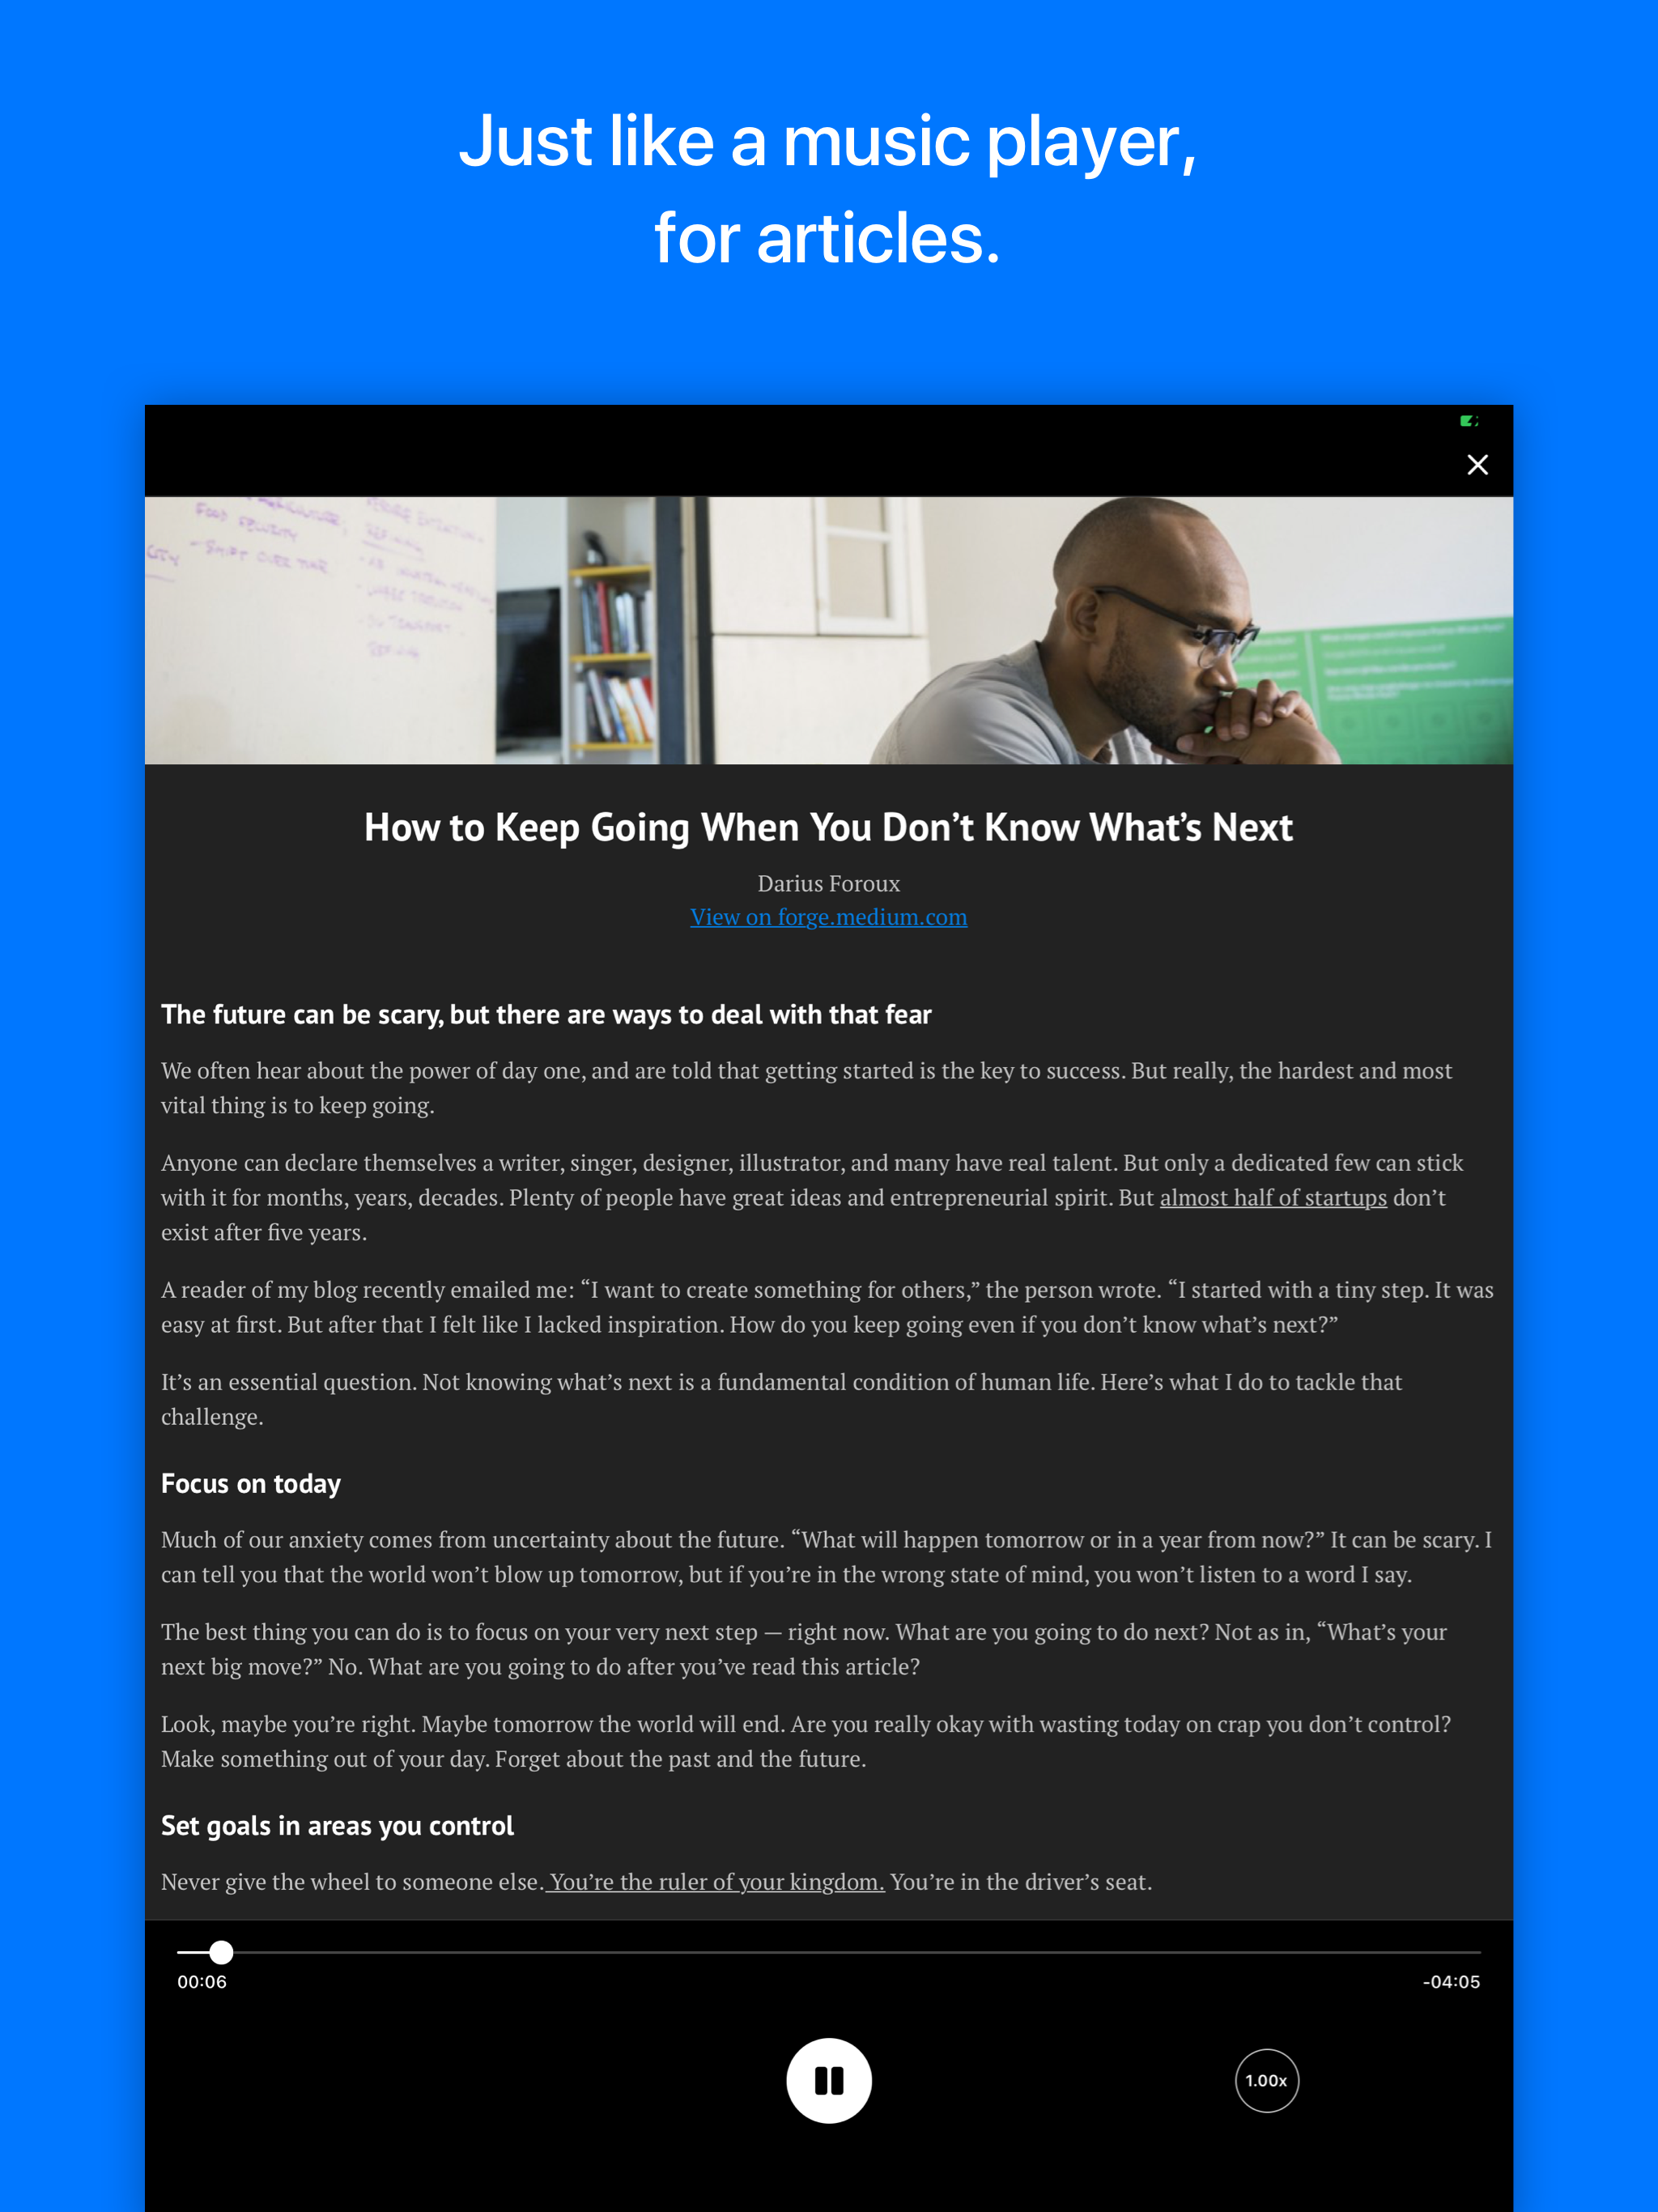 Just like a music player,
for articles.
FOOD SECURITY
- SHIFT OVER TIME
How to Keep Going When You Don’t Know What’s Next
Darius Foroux
View on forge.medium.com
The future can be scary, but there are ways to deal with that fear
We often hear about the power of day one, and are told that getting started is the key to success. But really, the hardest and most
vital thing is to keep going.
Anyone can declare themselves a writer, singer, designer, illustrator, and many have real talent. But only a dedicated few can stick
with it for months, years, decades. Plenty of people have great ideas and entrepreneurial spirit. But almost half of startups don’t
exist after five years.
A reader of my blog recently emailed me: “I want to create something for others,” the person wrote. “I started with a tiny step. It was
easy at first. But after that I felt like I lacked inspiration. How do you keep going even if you don’t know what’s next?”
It’s an essential question. Not knowing what’s next is a fundamental condition of human life. Here’s what I do to tackle that
challenge.
Focus on today
Much of our anxiety comes from uncertainty about the future. “What will happen tomorrow or in a year from now?” It can be scary. I
can tell you that the world won’t blow up tomorrow, but if you’re in the wrong state of mind, you won’t listen to a word I say.
The best thing you can do is to focus on your very next step — right now. What are you going to do next? Not as in, “What’s your
next big move?” No. What are you going to do after you’ve read this article?
Look, maybe you’re right. Maybe tomorrow the world will end. Are you really okay with wasting today on crap you don’t control?
Make something out of your day. Forget about the past and the future.
Set goals in areas you control
Never give the wheel to someone else. You’re the ruler of your kingdom. You’re in the driver’s seat.
00:06
-04:05
1.00x